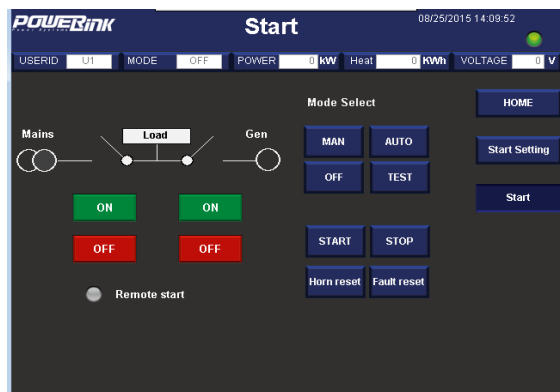 POWERLINK
Power Systems
Start
08/25/2015 14:09:52
USERID U1 MODE OFF POWER 0 kW Heat 0 KWh VOLTAGE 0 V
Mode Select
HOME
Mains Load Gen
MAN AUTO
Start Setting
OFF TEST
ON ON
Start
OFF OFF
START STOP
Horn reset Fault reset
Remote start